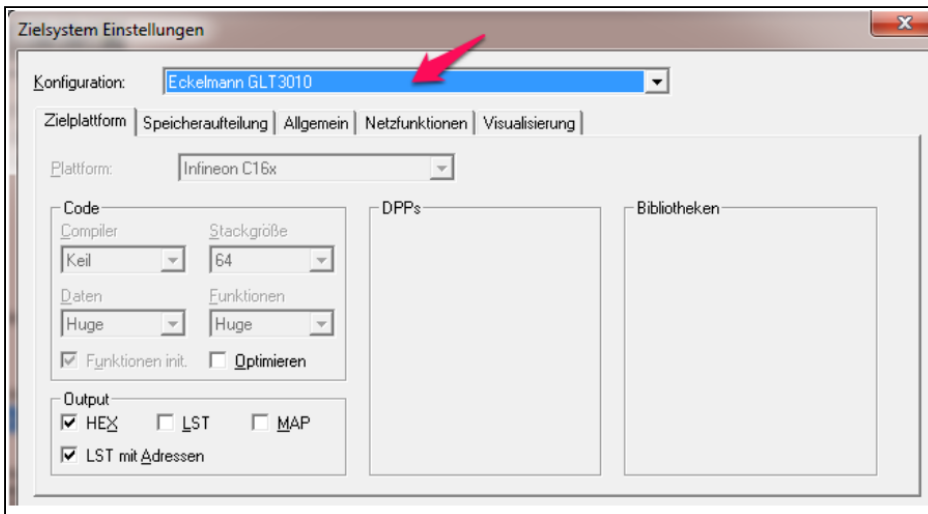 Zielsystem Einstellungen
Konfiguration: Eckelmann GLT3010
Zielplattform Speicheraufteilung Allgemein Netzfunktionen Visualisierung
Plattform: Infineon C16x
Code DPPs Bibliotheken
Compiler Stackgröße
Keil 64
Daten Funktionen
Huge Huge
Funktionen init. Optimieren
Output
HEX LST MAP
LST mit Adressen